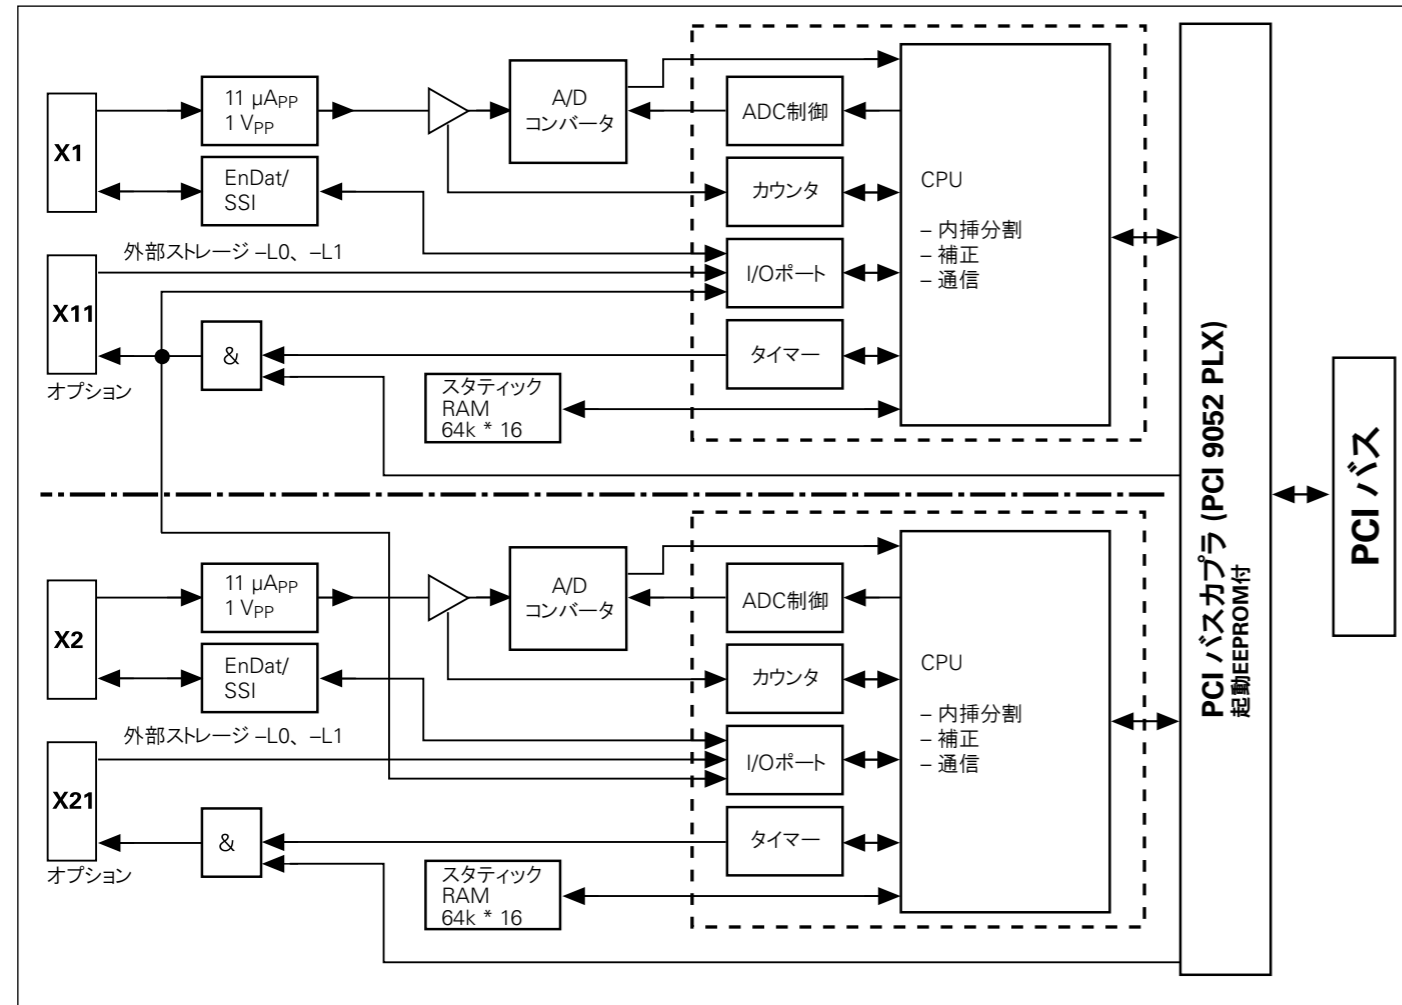 X1
11 µAPP
1 VPP
EnDat/
SSI
A/D
コンバータ
ADC制御
カウンタ
I/Oポート
タイマー
CPU
– 内挿分割
– 補正
– 通信
外部ストレージ –L0、–L1
X11
オプション
&
スタティック
RAM
64k * 16
X2
11 µAPP
1 VPP
EnDat/
SSI
A/D
コンバータ
ADC制御
カウンタ
I/Oポート
タイマー
CPU
– 内挿分割
– 補正
– 通信
外部ストレージ –L0、–L1
X21
オプション
&
スタティック
RAM
64k * 16
PCI バスカプラ (PCI 9052 PLX)
起動EEPROM付
PCI バス